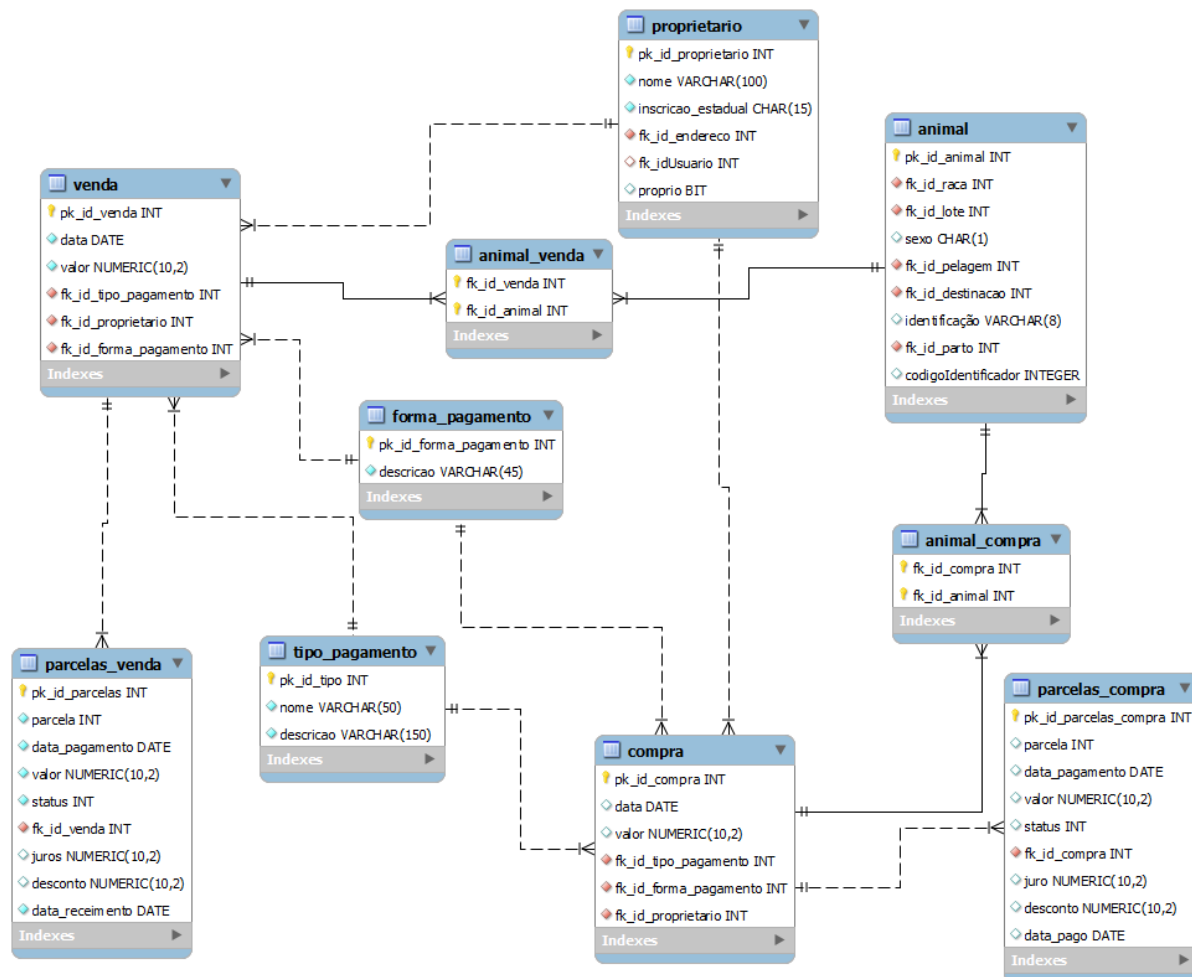 proprietario
pk_id_proprietario INT
nome VARCHAR(100)
inscricao_estadual CHAR(15)
fk_id_endereco INT
fk_idUsuario INT
proprio BIT
Indexes
animal
pk_id_animal INT
fk_id_raca INT
fk_id_lote INT
sexo CHAR(1)
fk_id_pelagem INT
fk_id_destinacao INT
identificação VARCHAR(8)
fk_id_parto INT
codigoIdentificador INTEGER
Indexes
venda
pk_id_venda INT
data DATE
valor NUMERIC(10,2)
fk_id_tipo_pagamento INT
fk_id_proprietario INT
fk_id_forma_pagamento INT
Indexes
animal_venda
fk_id_venda INT
fk_id_animal INT
Indexes
forma_pagamento
pk_id_forma_pagamento INT
descricao VARCHAR(45)
Indexes
animal_compra
fk_id_compra INT
fk_id_animal INT
Indexes
parcelas_venda
pk_id_parcelas INT
parcela INT
data_pagamento DATE
valor NUMERIC(10,2)
status INT
fk_id_venda INT
juros NUMERIC(10,2)
desconto NUMERIC(10,2)
data_receimento DATE
Indexes
tipo_pagamento
pk_id_tipo INT
nome VARCHAR(50)
descricao VARCHAR(150)
Indexes
compra
pk_id_compra INT
data DATE
valor NUMERIC(10,2)
fk_id_tipo_pagamento INT
fk_id_forma_pagamento INT
fk_id_proprietario INT
Indexes
parcelas_compra
pk_id_parcelas_compra INT
parcela INT
data_pagamento DATE
valor NUMERIC(10,2)
status INT
fk_id_compra INT
juro NUMERIC(10,2)
desconto NUMERIC(10,2)
data_pago DATE
Indexes